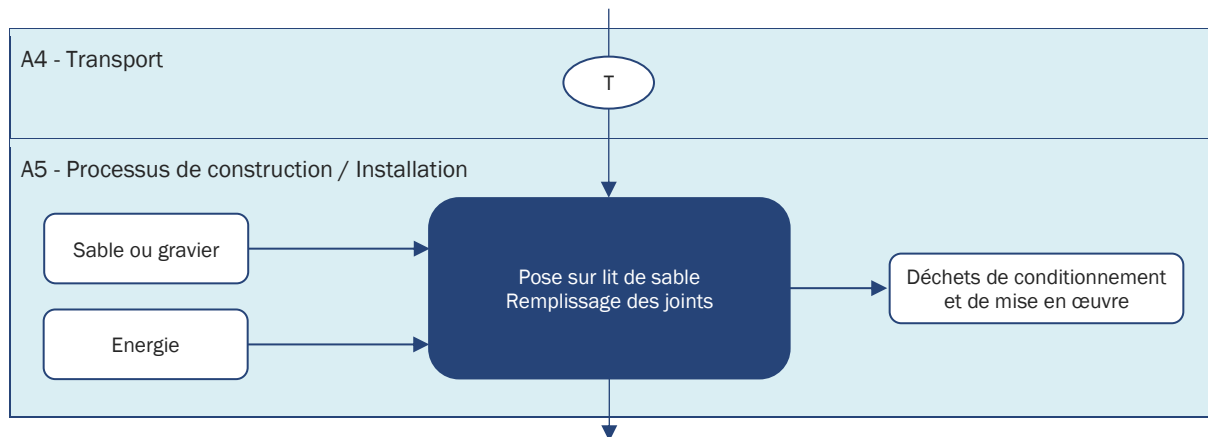 A4 - Transport
T
A5 - Processus de construction / Installation
Sable ou gravier
Energie
Pose sur lit de sable
Remplissage des joints
Déchets de conditionnement
et de mise en œuvre